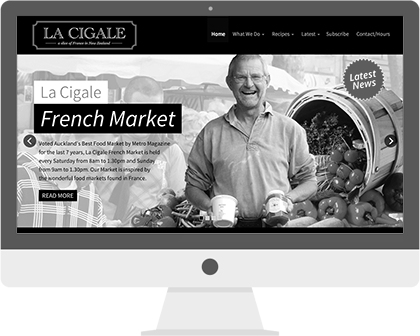 LA CIGALE
a slice of France in New Zealand
Home What We Do Recipes Latest Subscribe Contact/Hours
Latest
News
La Cigale
French Market
Voted Auckland's Best Food Market by Metro Magazine
for the last 7 years, La Cigale French Market is held
every Saturday from 8am to 1.30pm and Sunday
from 9am to 1.30pm. Our Market is inspired by
the wonderful food markets found in France.
READ MORE